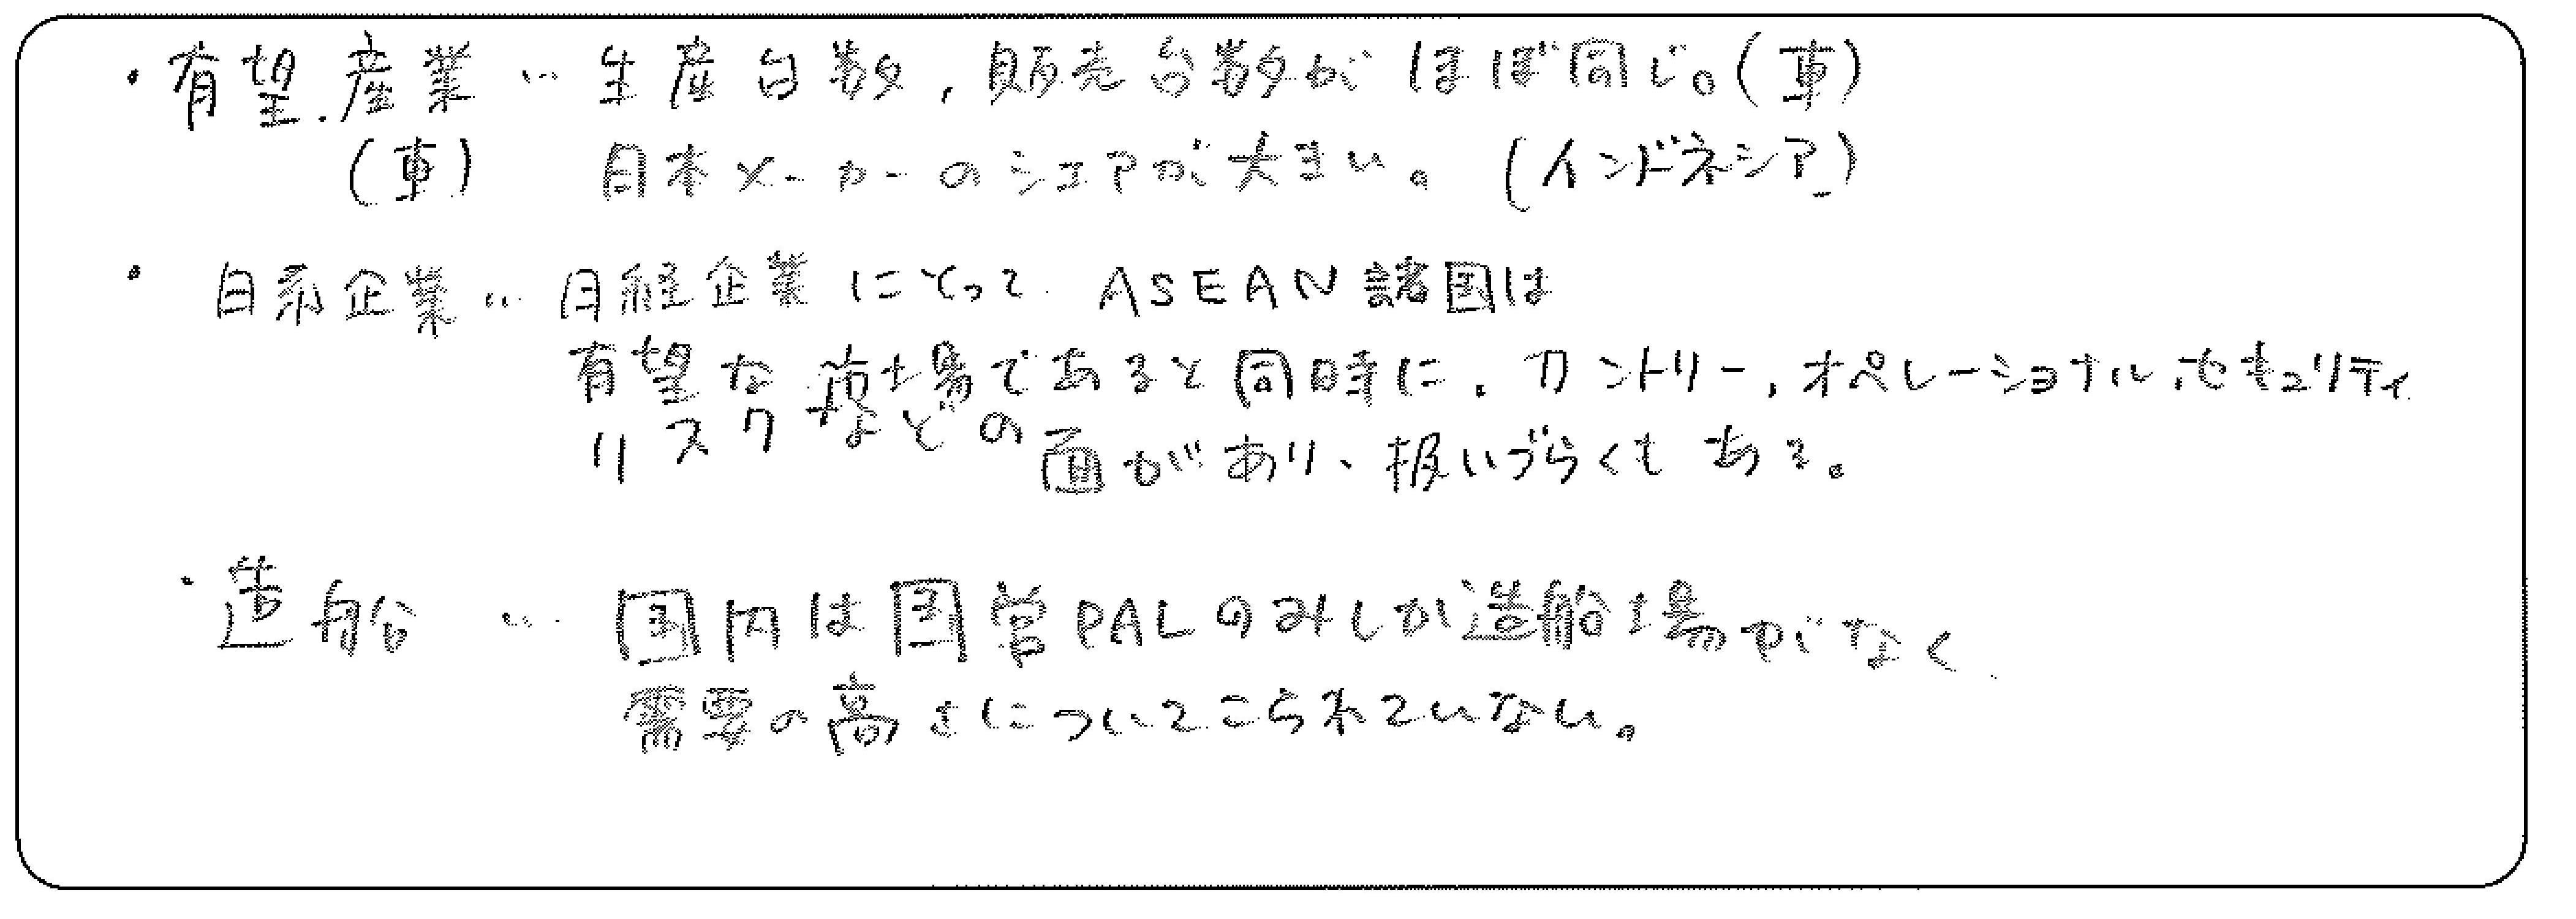 ・有望産業…生産台数,販売台数がほぼ同じ。(車)
(車) 日本メーカーのシェアが大きい。(インドネシア)
・日系企業…日経企業にとってASEAN諸国は
有望な市場であると同時に、カントリー,オペレーショナル,セキュリティ
リスクなどの面があり、扱いづらくもある。
・造船…国内は国営PALのみしか造船場がなく
需要の高さについてこられていない。